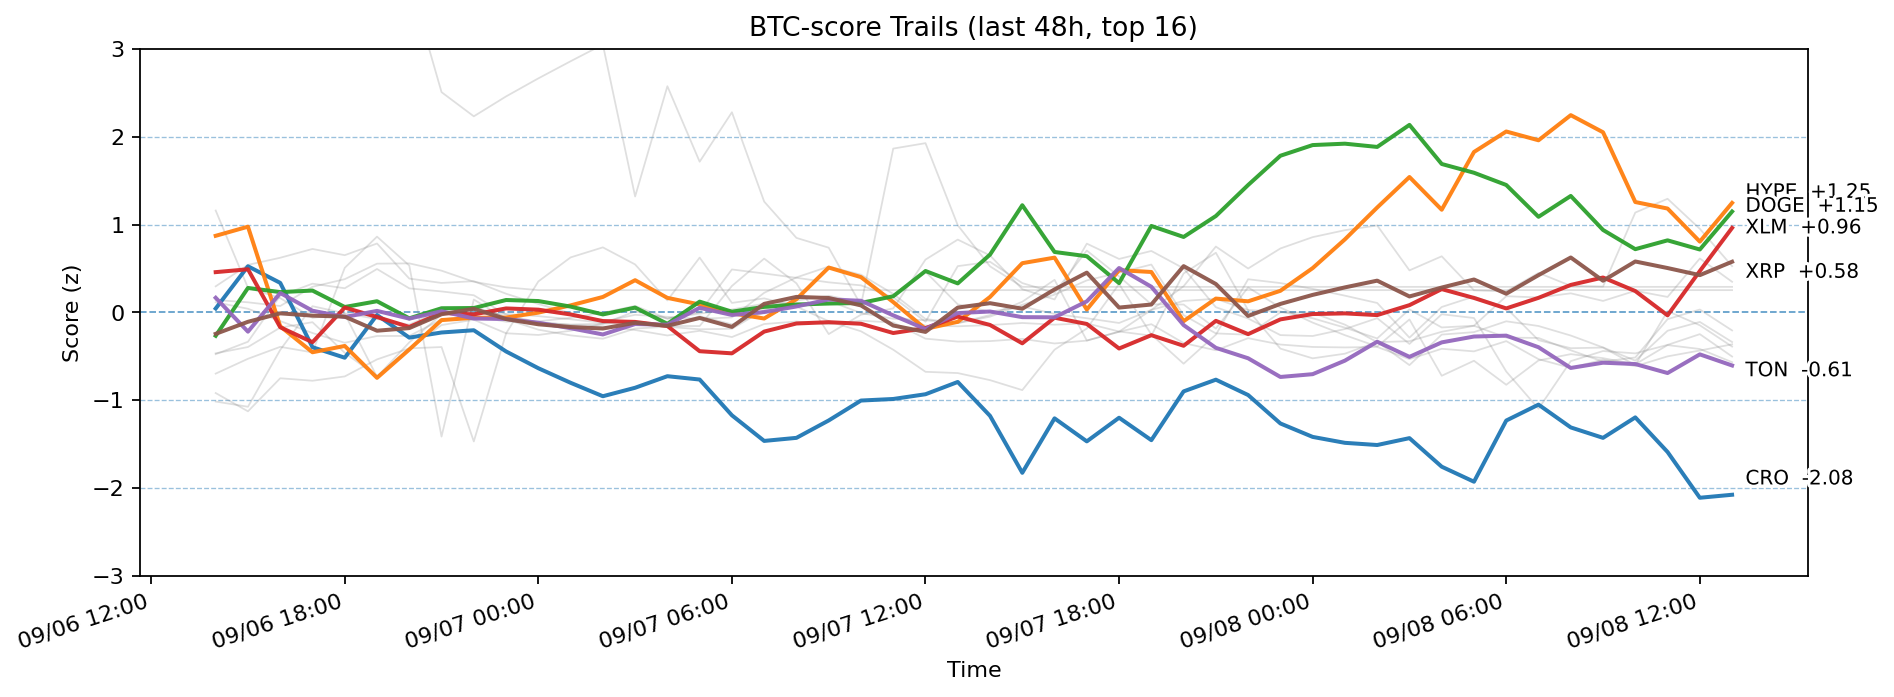 BTC-score Trails (last 48h, top 16)
Score (z)
3
2
1
0
−1
−2
−3
HYPE +1.25
DOGE +1.15
XLM +0.96
XRP +0.58
TON -0.61
CRO -2.08
09/06 12:00
09/06 18:00
09/07 00:00
09/07 06:00
09/07 12:00
09/07 18:00
09/08 00:00
09/08 06:00
09/08 12:00
Time